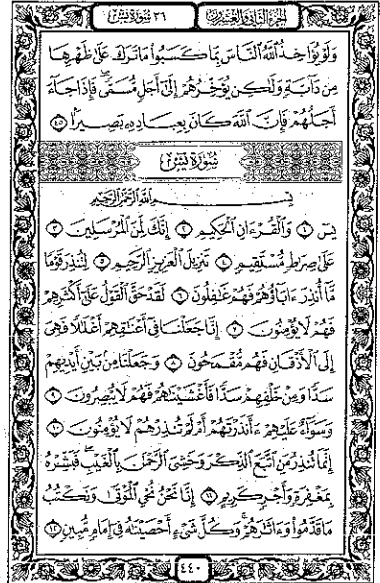 الجزء الثاني والعشرون
٣٦ سورة يس
وَلَوْ يُؤَاخِذُ ٱللَّهُ ٱلنَّاسَ بِمَا كَسَبُوا۟ مَا تَرَكَ عَلَىٰ ظَهْرِهَا
مِن دَآبَّةٍ وَلَٰكِن يُؤَخِّرُهُمْ إِلَىٰٓ أَجَلٍ مُّسَمًّى ۖ فَإِذَا جَآءَ
أَجَلُهُمْ فَإِنَّ ٱللَّهَ كَانَ بِعِبَادِهِۦ بَصِيرًۢا ۝٤٥
سورة يس
بِسْمِ ٱللَّهِ ٱلرَّحْمَٰنِ ٱلرَّحِيمِ
يسٓ ۝١ وَٱلْقُرْءَانِ ٱلْحَكِيمِ ۝٢ إِنَّكَ لَمِنَ ٱلْمُرْسَلِينَ ۝٣
عَلَىٰ صِرَٰطٍ مُّسْتَقِيمٍ ۝٤ تَنزِيلَ ٱلْعَزِيزِ ٱلرَّحِيمِ ۝٥ لِتُنذِرَ قَوْمًا
مَّآ أُنذِرَ ءَابَآؤُهُمْ فَهُمْ غَٰفِلُونَ ۝٦ لَقَدْ حَقَّ ٱلْقَوْلُ عَلَىٰٓ أَكْثَرِهِمْ
فَهُمْ لَا يُؤْمِنُونَ ۝٧ إِنَّا جَعَلْنَا فِىٓ أَعْنَٰقِهِمْ أَغْلَٰلًا فَهِىَ
إِلَى ٱلْأَذْقَانِ فَهُم مُّقْمَحُونَ ۝٨ وَجَعَلْنَا مِنۢ بَيْنِ أَيْدِيهِمْ
سَدًّا وَمِنْ خَلْفِهِمْ سَدًّا فَأَغْشَيْنَٰهُمْ فَهُمْ لَا يُبْصِرُونَ ۝٩
وَسَوَآءٌ عَلَيْهِمْ ءَأَنذَرْتَهُمْ أَمْ لَمْ تُنذِرْهُمْ لَا يُؤْمِنُونَ ۝١٠
إِنَّمَا تُنذِرُ مَنِ ٱتَّبَعَ ٱلذِّكْرَ وَخَشِىَ ٱلرَّحْمَٰنَ بِٱلْغَيْبِ ۖ فَبَشِّرْهُ
بِمَغْفِرَةٍ وَأَجْرٍ كَرِيمٍ ۝١١ إِنَّا نَحْنُ نُحْىِ ٱلْمَوْتَىٰ وَنَكْتُبُ
مَا قَدَّمُوا۟ وَءَاثَٰرَهُمْ ۚ وَكُلَّ شَىْءٍ أَحْصَيْنَٰهُ فِىٓ إِمَامٍ مُّبِينٍ ۝١٢
٤٤٠